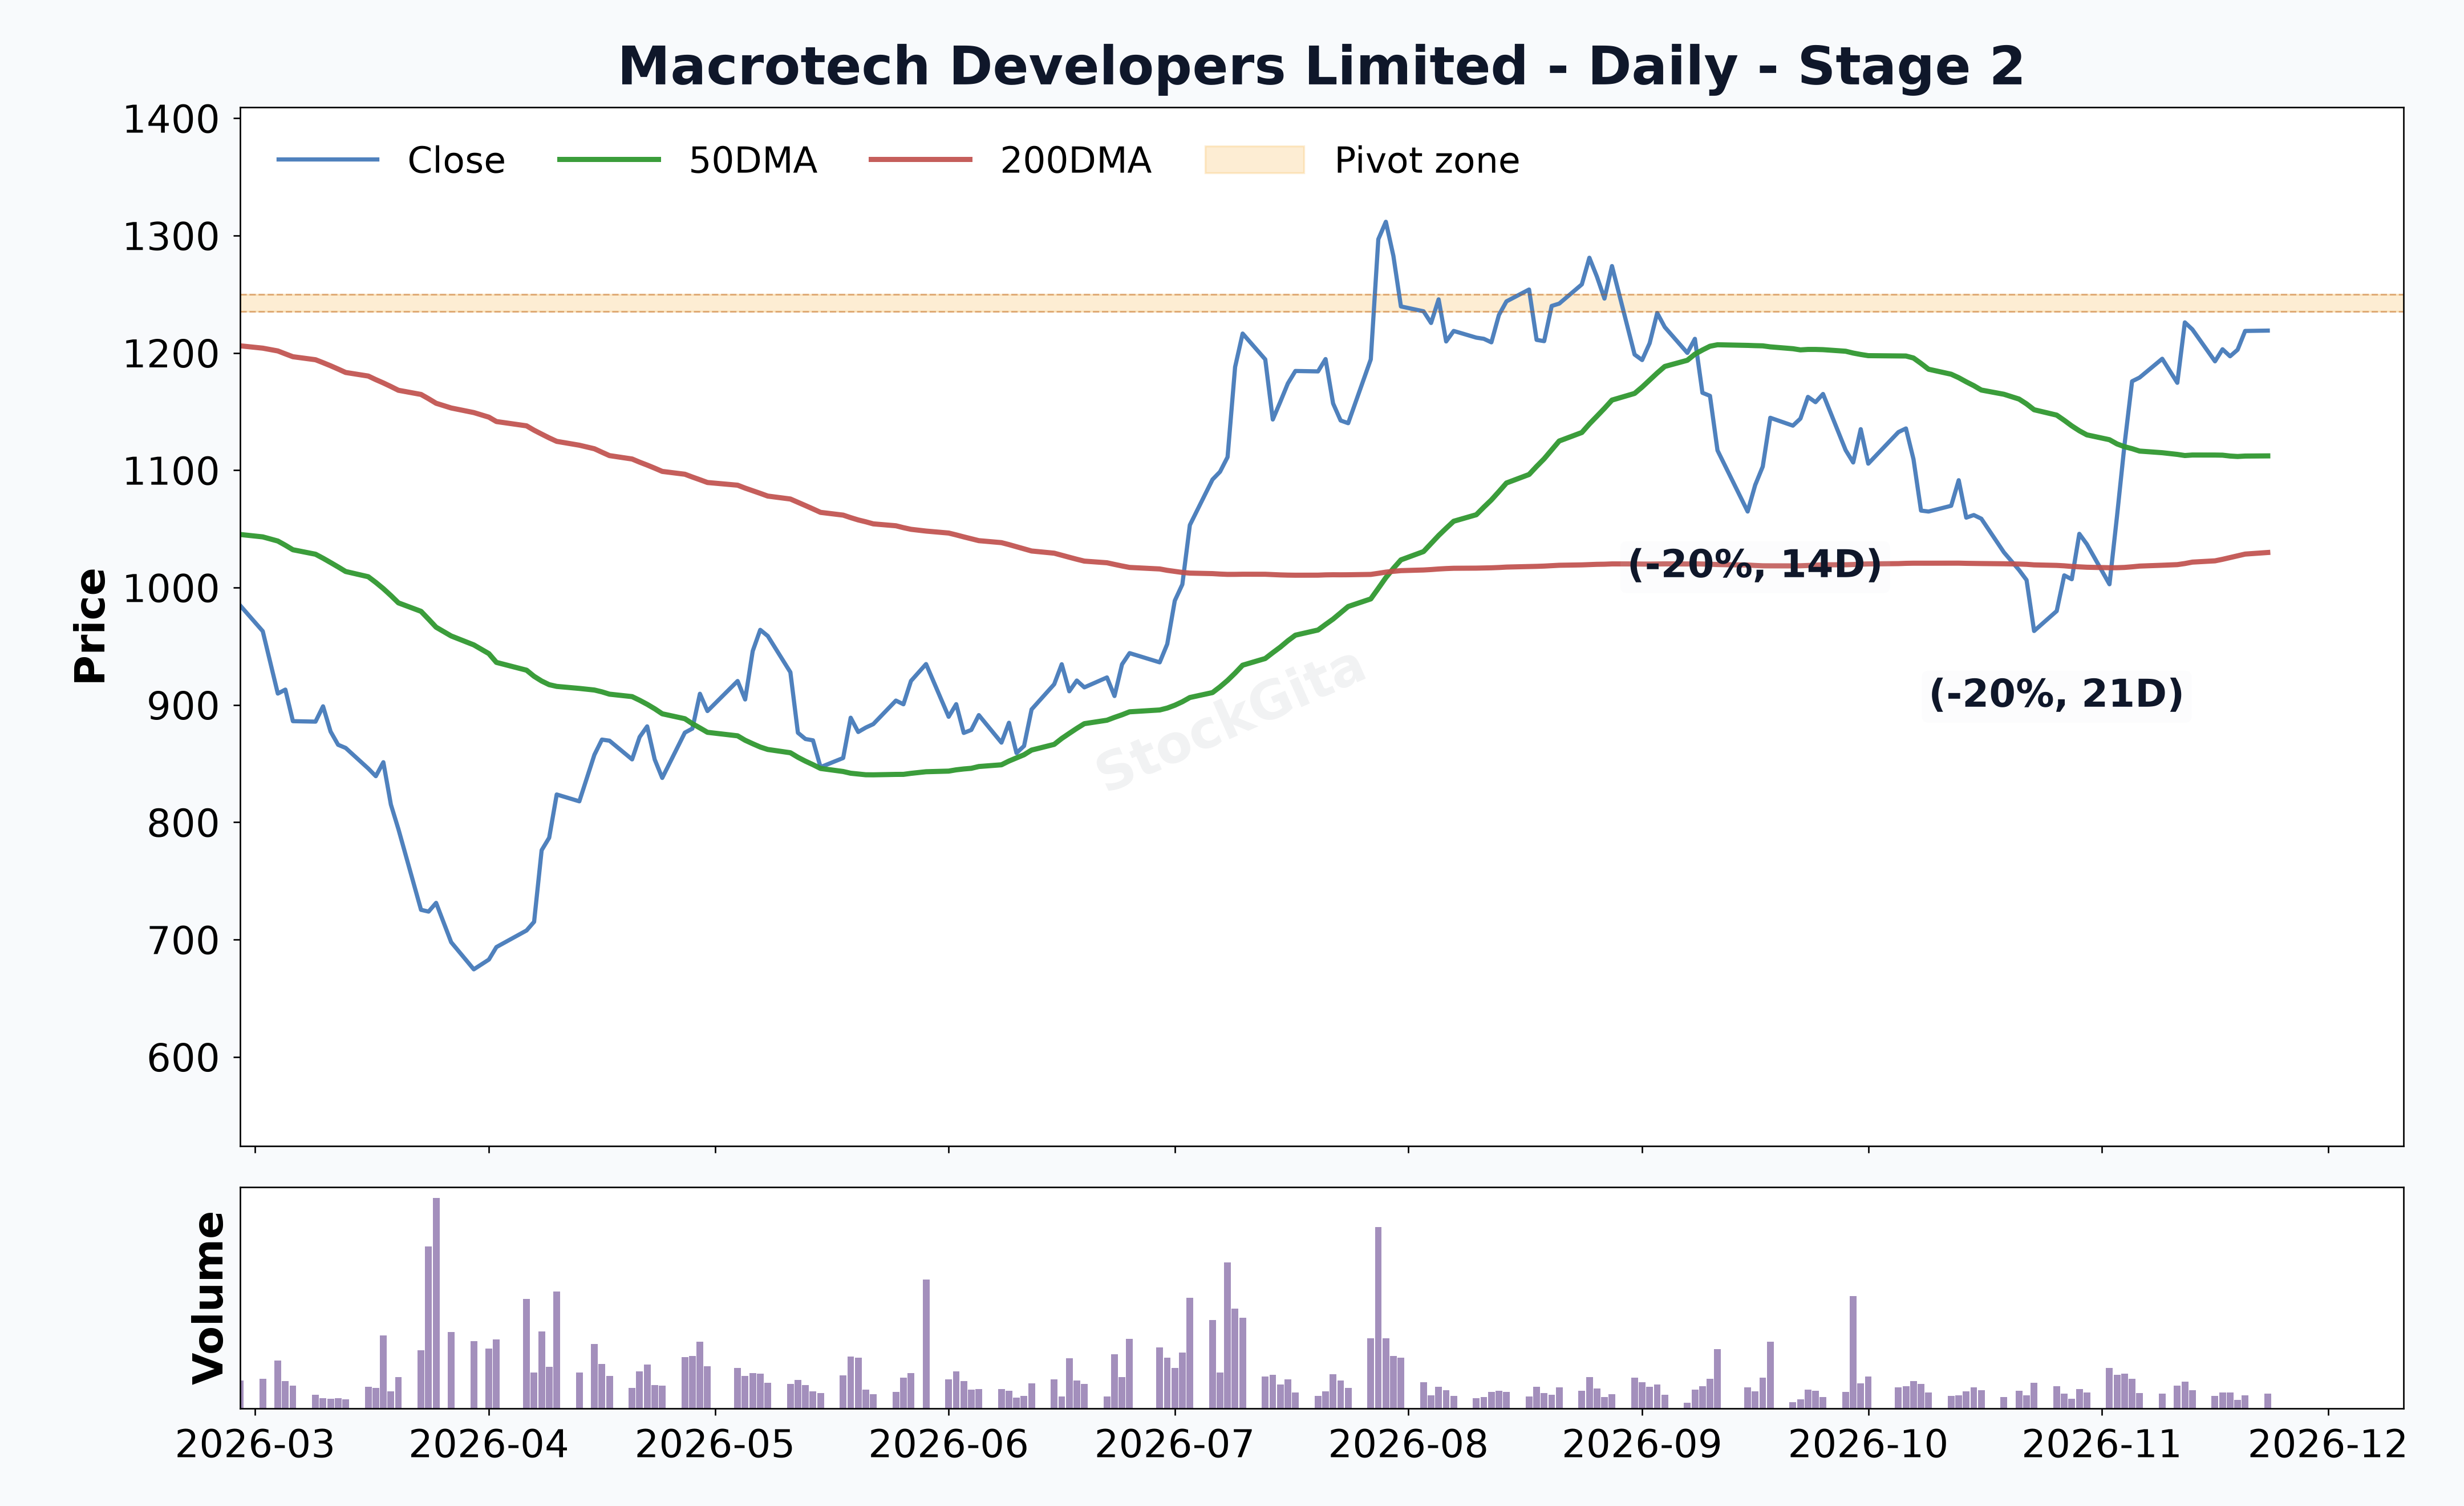 Macrotech Developers Limited - Daily - Stage 2
Close 50DMA 200DMA Pivot zone
1400
1300
1200
1100
1000
900
800
700
600
Price
(-20%, 14D)
(-20%, 21D)
StockGita
Volume
2026-03 2026-04 2026-05 2026-06 2026-07 2026-08 2026-09 2026-10 2026-11 2026-12